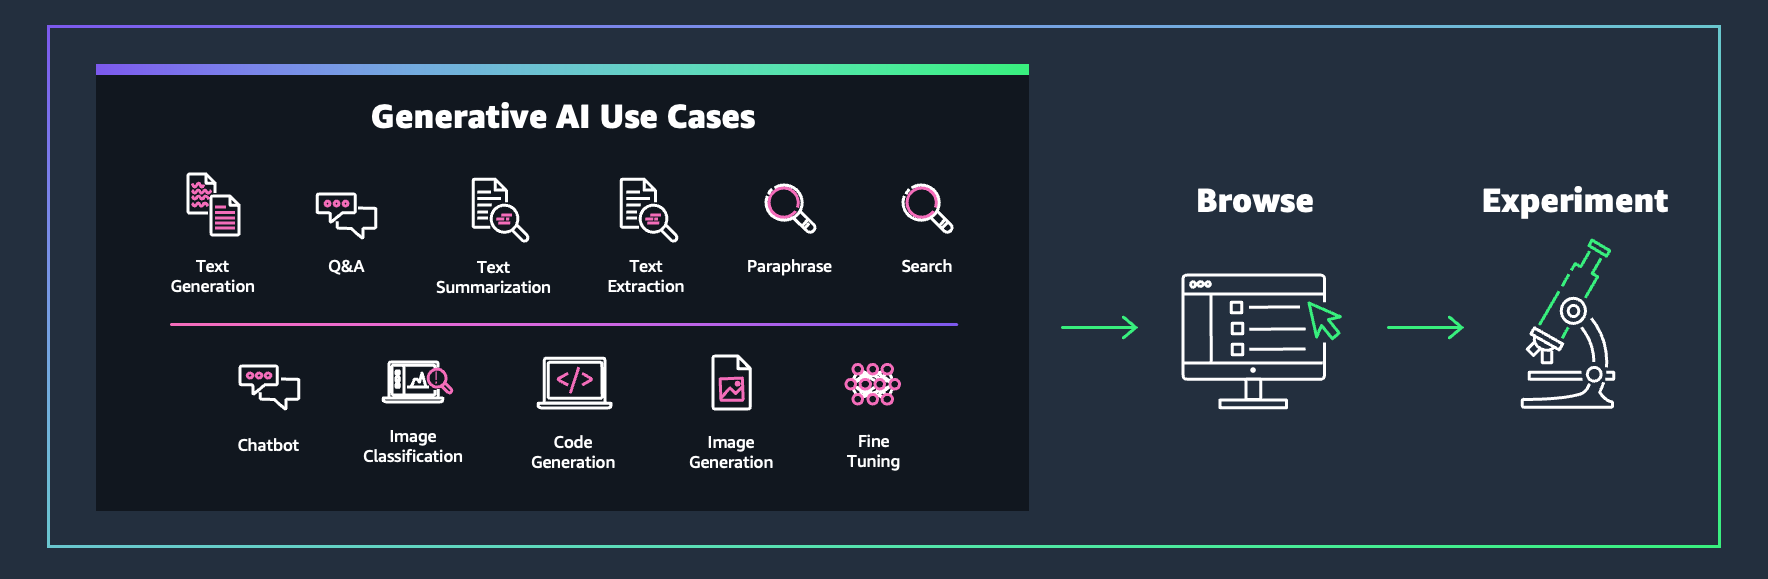 Generative AI Use Cases
Text
Generation
Q&A
Text
Summarization
Text
Extraction
Paraphrase
Search
Chatbot
Image
Classification
Code
Generation
Image
Generation
Fine
Tuning
Browse
Experiment